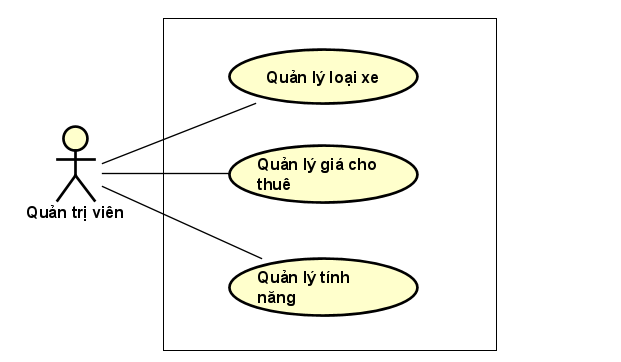 Quản lý loại xe
Quản lý giá cho
thuê
Quản trị viên
Quản lý tính
năng